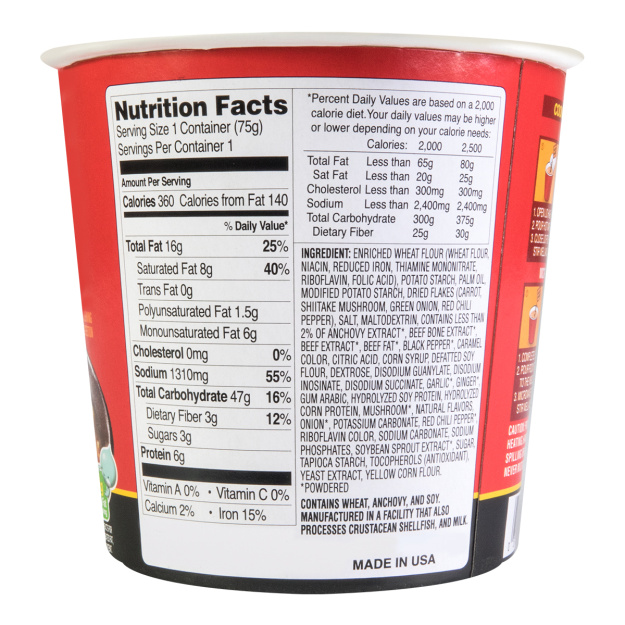 Nutrition Facts
Serving Size 1 Container (75g)
Servings Per Container 1
Amount Per Serving
Calories 360 Calories from Fat 140
% Daily Value*
Total Fat 16g 25%
Saturated Fat 8g 40%
Trans Fat 0g
Polyunsaturated Fat 1.5g
Monounsaturated Fat 6g
Cholesterol 0mg 0%
Sodium 1310mg 55%
Total Carbohydrate 47g 16%
Dietary Fiber 3g 12%
Sugars 3g
Protein 6g
Vitamin A 0% • Vitamin C 0%
Calcium 2% • Iron 15%
*Percent Daily Values are based on a 2,000
calorie diet. Your daily values may be higher
or lower depending on your calorie needs:
Calories: 2,000 2,500
Total Fat Less than 65g 80g
Sat Fat Less than 20g 25g
Cholesterol Less than 300mg 300mg
Sodium Less than 2,400mg 2,400mg
Total Carbohydrate 300g 375g
Dietary Fiber 25g 30g
INGREDIENT: ENRICHED WHEAT FLOUR (WHEAT FLOUR,
NIACIN, REDUCED IRON, THIAMINE MONONITRATE,
RIBOFLAVIN, FOLIC ACID), POTATO STARCH, PALM OIL,
MODIFIED POTATO STARCH, DRIED FLAKES (CARROT,
SHIITAKE MUSHROOM, GREEN ONION, RED CHILI
PEPPER), SALT, MALTODEXTRIN, CONTAINS LESS THAN
2% OF ANCHOVY EXTRACT*, BEEF BONE EXTRACT*,
BEEF EXTRACT*, BEEF FAT*, BLACK PEPPER*, CARAMEL
COLOR, CITRIC ACID, CORN SYRUP, DEFATTED SOY
FLOUR, DEXTROSE, DISODIUM GUANYLATE, DISODIUM
INOSINATE, DISODIUM SUCCINATE, GARLIC*, GINGER*,
GUM ARABIC, HYDROLYZED SOY PROTEIN, HYDROLYZED
CORN PROTEIN, MUSHROOM*, NATURAL FLAVORS,
ONION*, POTASSIUM CARBONATE, RED CHILI PEPPER*,
RIBOFLAVIN COLOR, SODIUM CARBONATE, SODIUM
PHOSPHATES, SOYBEAN SPROUT EXTRACT*, SUGAR,
TAPIOCA STARCH, TOCOPHEROLS (ANTIOXIDANT),
YEAST EXTRACT, YELLOW CORN FLOUR.
*POWDERED
CONTAINS WHEAT, ANCHOVY, AND SOY.
MANUFACTURED IN A FACILITY THAT ALSO
PROCESSES CRUSTACEAN SHELLFISH, AND MILK.
MADE IN USA